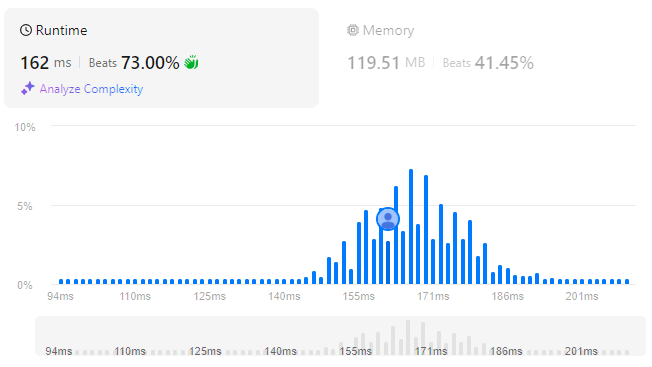 Runtime
162 ms | Beats 73.00%
Analyze Complexity
Memory
119.51 MB | Beats 41.45%
10%
5%
0%
94ms 110ms 125ms 140ms 155ms 171ms 186ms 201ms
94ms 110ms 125ms 140ms 155ms 171ms 186ms 201ms